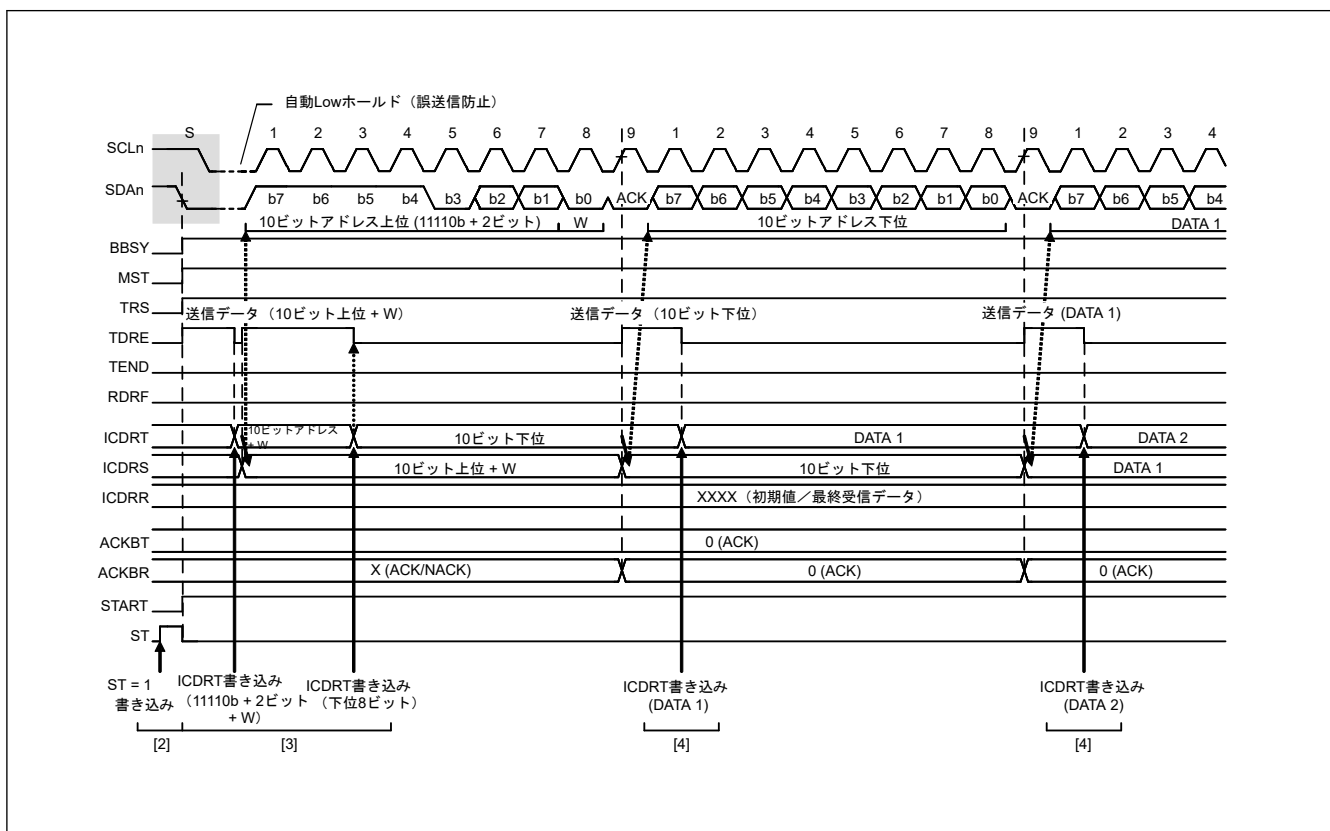 自動Lowホールド（誤送信防止）
S 1 2 3 4 5 6 7 8 9 1 2 3 4 5 6 7 8 9 1 2 3 4
SCLn
SDAn b7 b6 b5 b4 b3 b2 b1 b0 ACK b7 b6 b5 b4 b3 b2 b1 b0 ACK b7 b6 b5 b4
10ビットアドレス上位 (11110b + 2ビット) W 10ビットアドレス下位 DATA 1
BBSY
MST
TRS
送信データ（10ビット上位 + W） 送信データ（10ビット下位） 送信データ (DATA 1)
TDRE
TEND
RDRF
ICDRT 10ビットアドレス 10ビット下位 DATA 1 DATA 2
+ W
ICDRS 10ビット上位 + W 10ビット下位 DATA 1
ICDRR XXXX（初期値／最終受信データ）
ACKBT 0 (ACK)
ACKBR X (ACK/NACK) 0 (ACK) 0 (ACK)
START
ST
ST = 1
書き込み
ICDRT書き込み
（11110b + 2ビット
+ W）
ICDRT書き込み
（下位8ビット）
ICDRT書き込み
(DATA 1)
ICDRT書き込み
(DATA 2)
[2] [3] [4] [4]